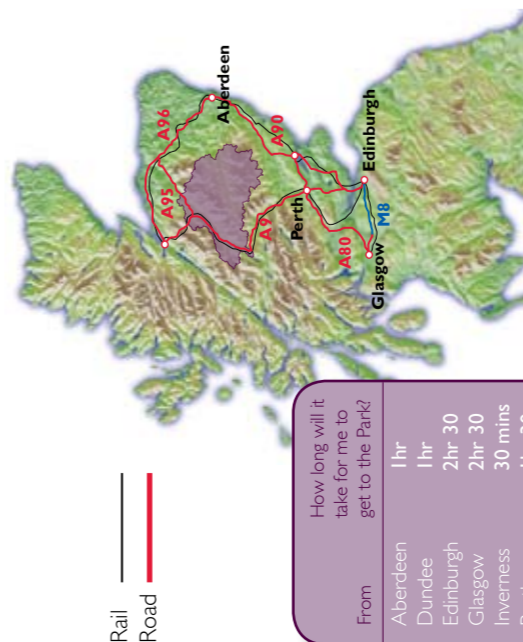 Rail
Road
A96
A95
Aberdeen
A90
A9
Perth
Edinburgh
A80
M8
Glasgow
From How long will it
take for me to
get to the Park?
Aberdeen 1hr
Dundee 1hr
Edinburgh 2hr 30
Glasgow 2hr 30
Inverness 30 mins